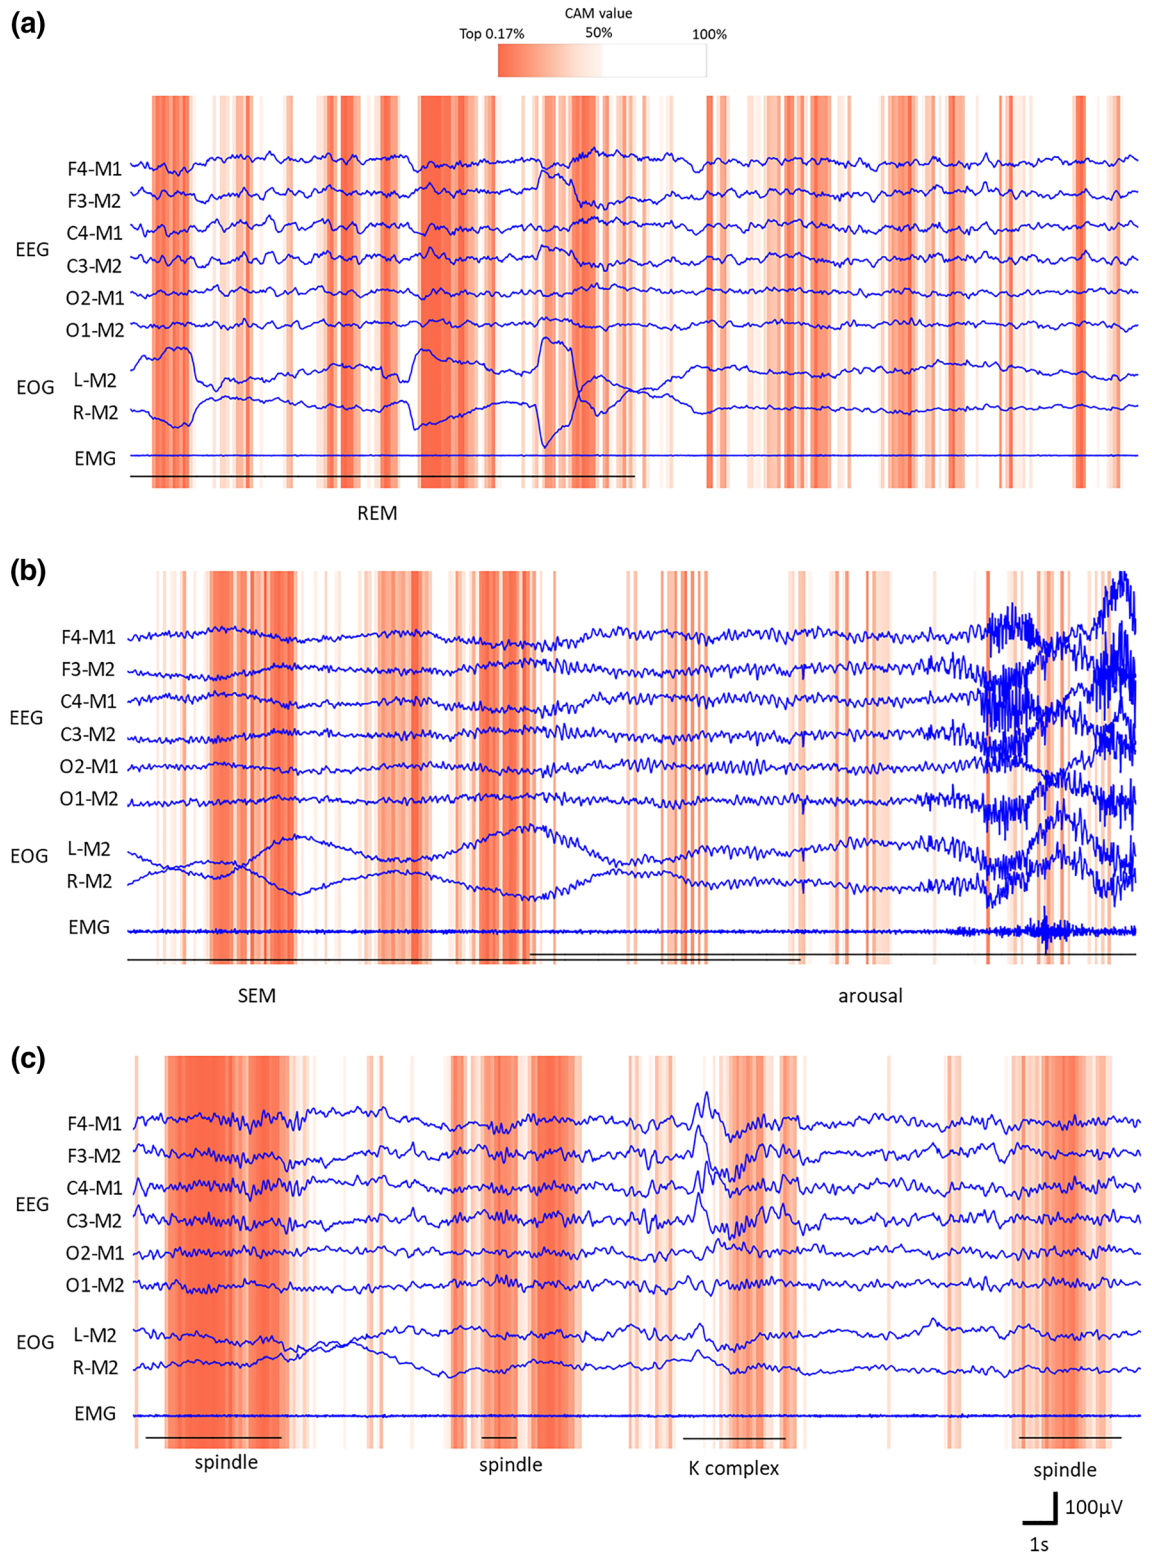 (a)
CAM value
Top 0.17% 50% 100%
F4-M1
F3-M2
C4-M1
EEG
C3-M2
O2-M1
O1-M2
L-M2
EOG
R-M2
EMG
REM
(b)
F4-M1
F3-M2
C4-M1
EEG
C3-M2
O2-M1
O1-M2
L-M2
EOG
R-M2
EMG
SEM arousal
(c)
F4-M1
F3-M2
C4-M1
EEG
C3-M2
O2-M1
O1-M2
L-M2
EOG
R-M2
EMG
spindle spindle K complex spindle
100μV
1s